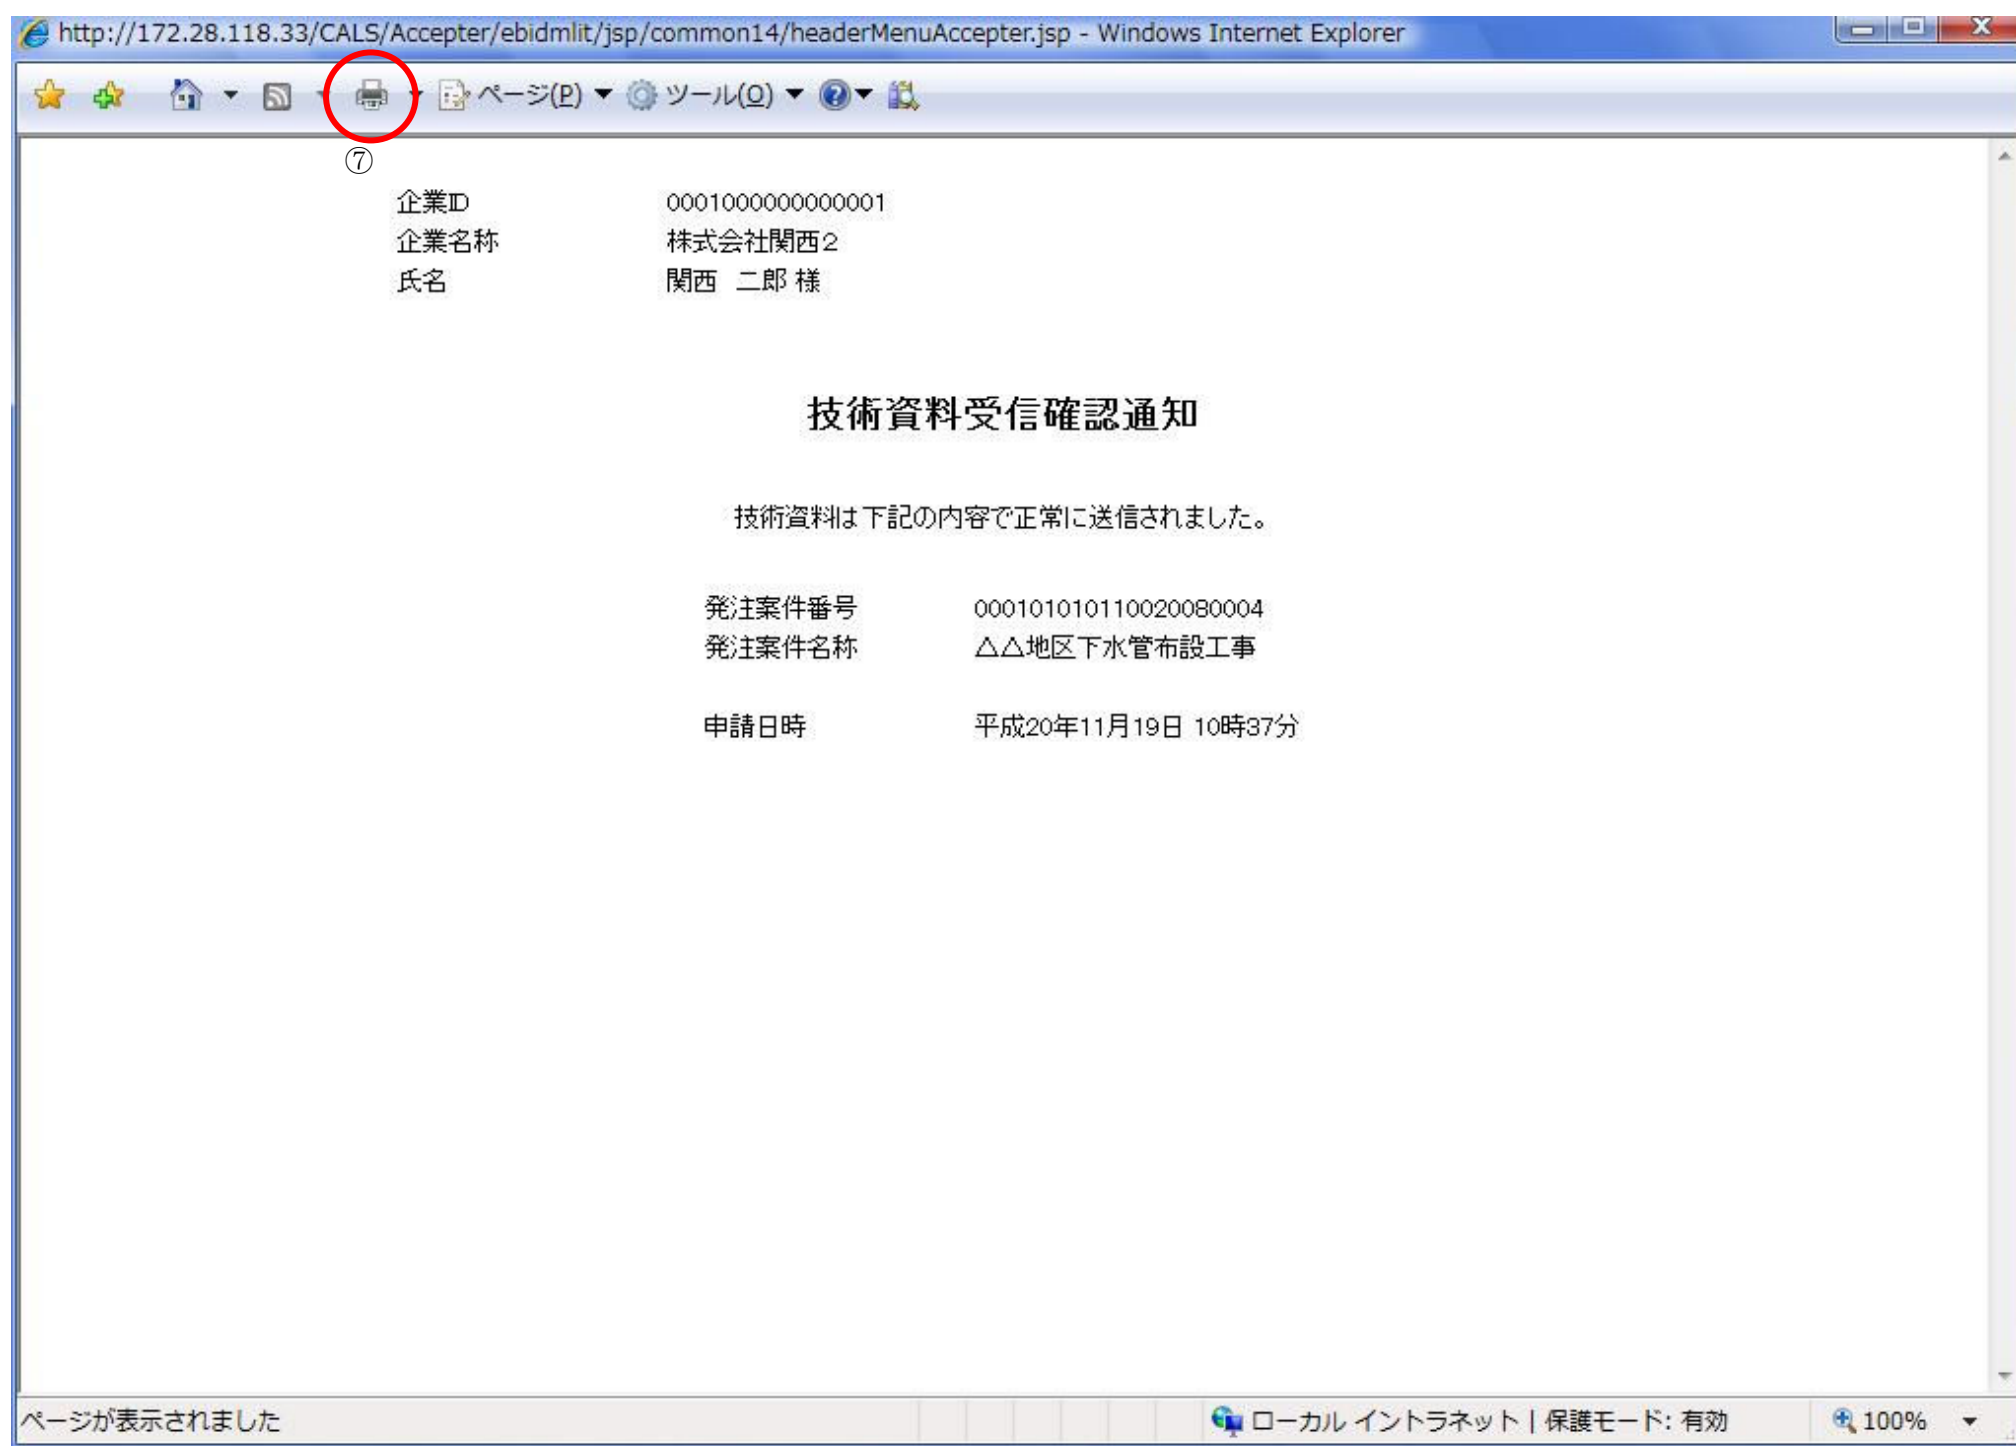 http://172.28.118.33/CALS/Accepter/ebidmlit/jsp/common14/headerMenuAccepter.jsp - Windows Internet Explorer
ページ(P) ツール(O)
⑦
企業ID 0001000000000001
企業名称 株式会社関西２
氏名 関西 二郎 様
技術資料受信確認通知
技術資料は下記の内容で正常に送信されました。
発注案件番号 000101010110020080004
発注案件名称 △△地区下水管布設工事
申請日時 平成20年11月19日 10時37分
ページが表示されました ローカル イントラネット | 保護モード: 有効 100%